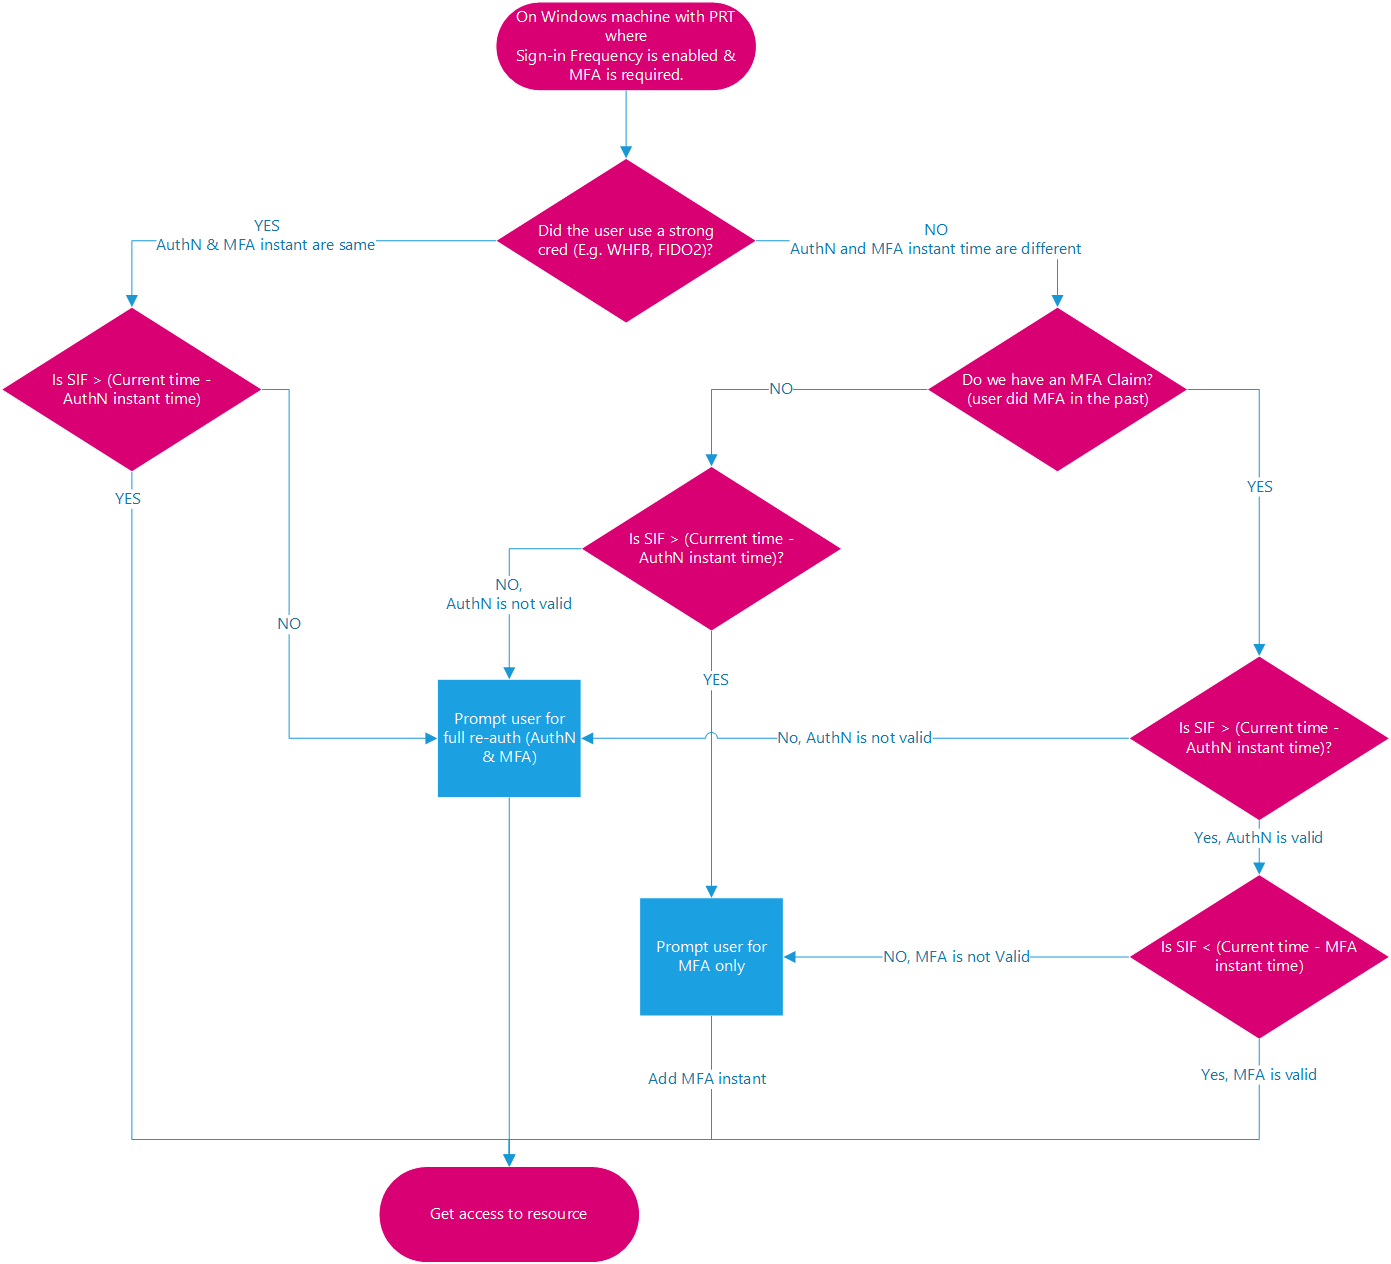 On Windows machine with PRT
where
Sign-in Frequency is enabled &
MFA is required.
Did the user use a strong
cred (E.g. WHFB, FIDO2)?
YES
AuthN & MFA instant are same
NO
AuthN and MFA instant time are different
Is SIF > (Current time -
AuthN instant time)
Do we have an MFA Claim?
(user did MFA in the past)
NO
YES
YES
Is SIF > (Currrent time -
AuthN instant time)?
NO,
AuthN is not valid
NO
YES
Prompt user for
full re-auth (AuthN
& MFA)
No, AuthN is not valid
Is SIF > (Current time -
AuthN instant time)?
Yes, AuthN is valid
Prompt user for
MFA only
NO, MFA is not Valid
Is SIF < (Current time - MFA
instant time)
Add MFA instant
Yes, MFA is valid
Get access to resource